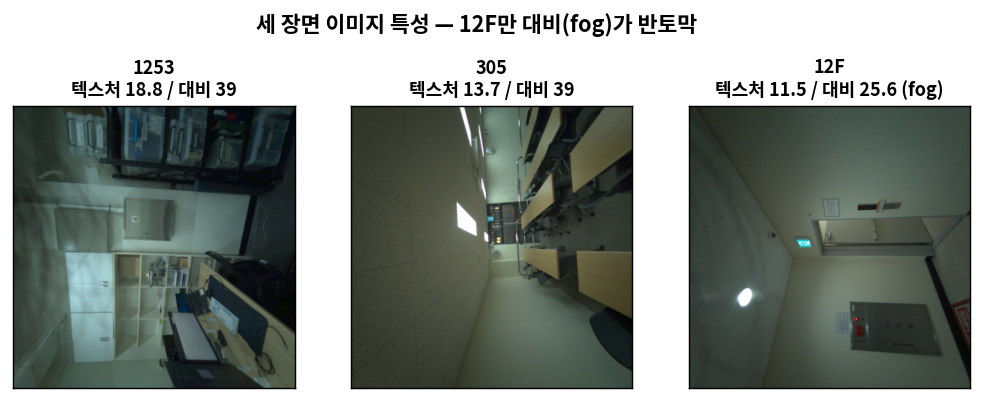 세 장면 이미지 특성 — 12F만 대비(fog)가 반토막
1253
텍스처 18.8 / 대비 39
305
텍스처 13.7 / 대비 39
12F
텍스처 11.5 / 대비 25.6 (fog)